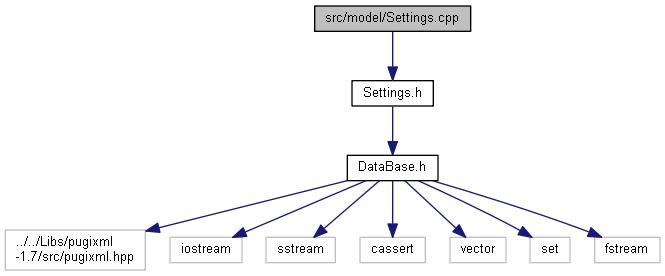 src/model/Settings.cpp
Settings.h
DataBase.h
../../Libs/pugixml
-1.7/src/pugixml.hpp
iostream
sstream
cassert
vector
set
fstream